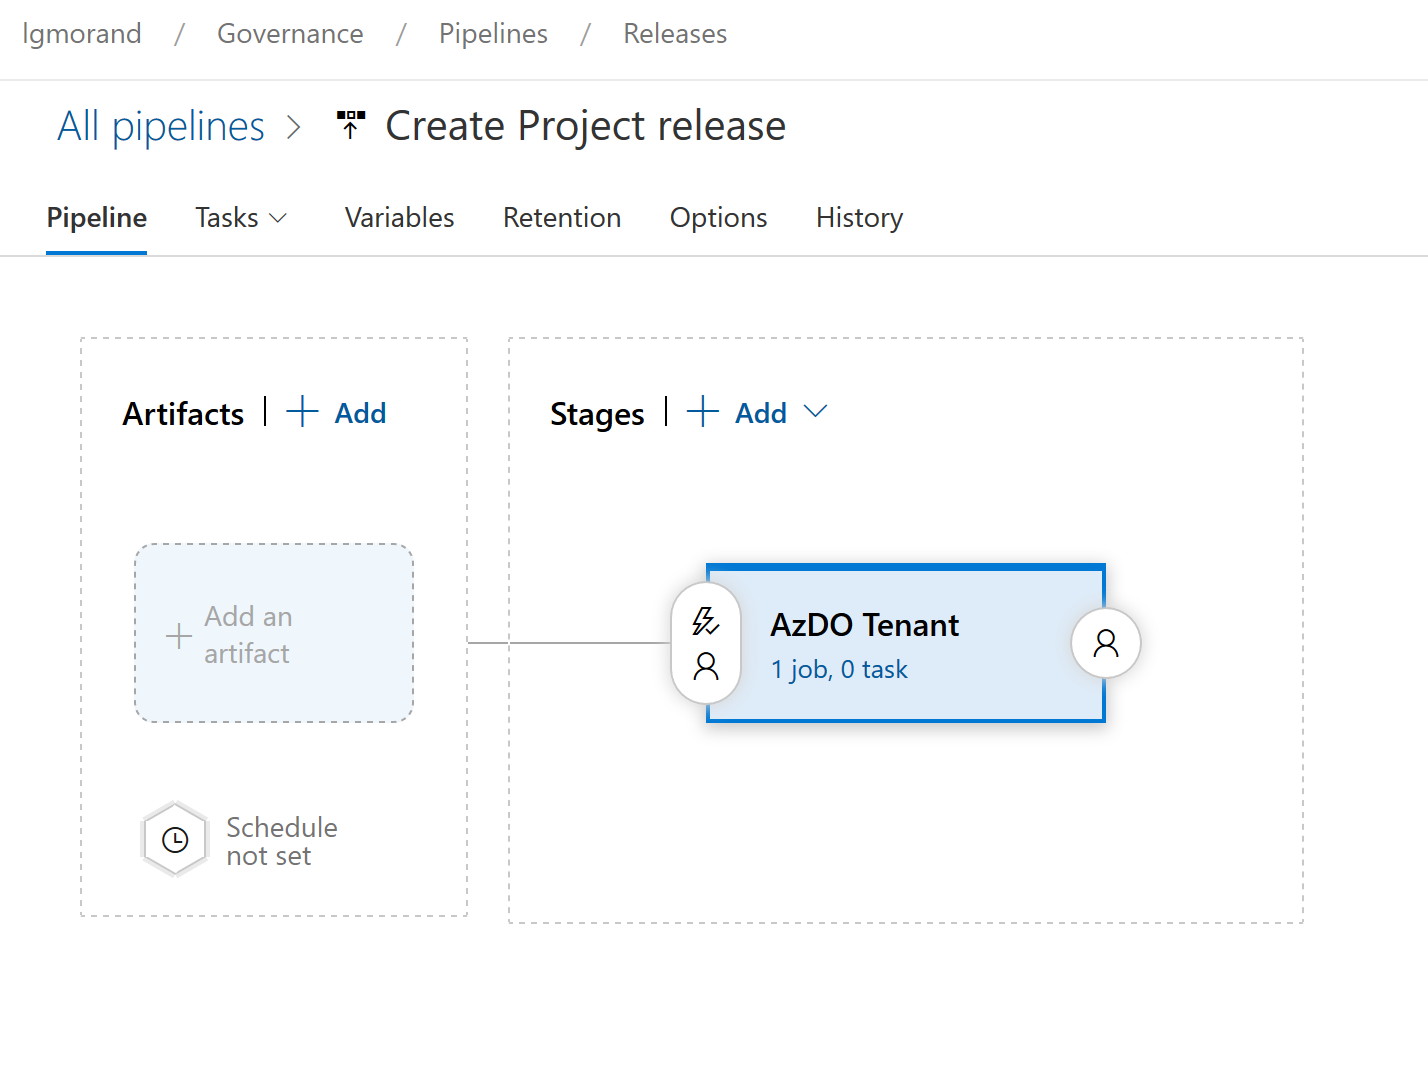 lgmorand / Governance / Pipelines / Releases
All pipelines > Create Project release
Pipeline Tasks Variables Retention Options History
Artifacts | + Add
Stages | + Add
+ Add an
artifact
AzDO Tenant
1 job, 0 task
Schedule
not set